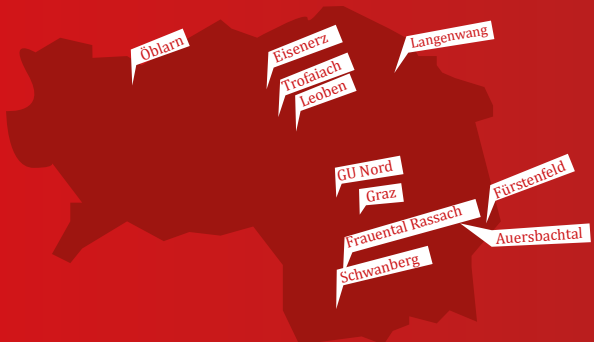 Öblarn
Eisenerz
Langenwang
Trofaiach
Leoben
GU Nord
Graz
Fürstenfeld
Frauental Rassach
Auersbachtal
Schwanberg